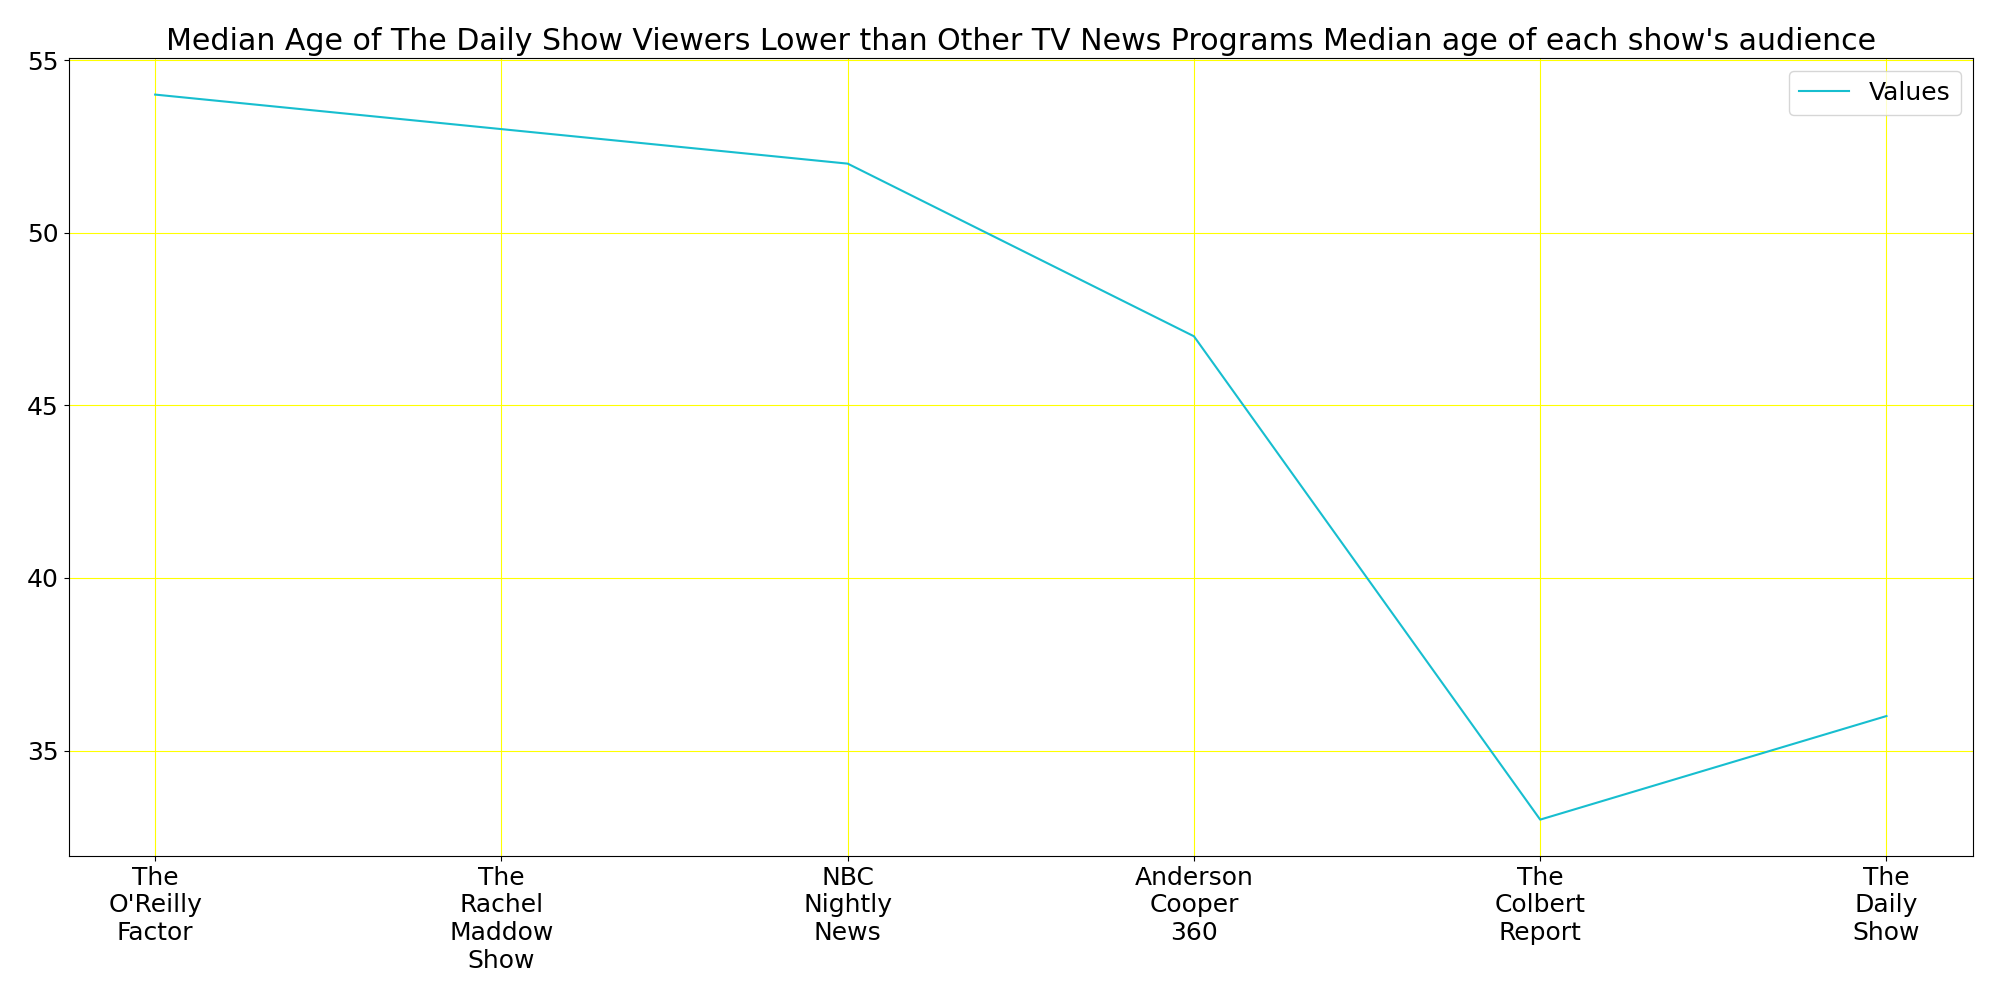 Median Age of The Daily Show Viewers Lower than Other TV News Programs Median age of each show's audience
55
50
45
40
35
Values
The
O'Reilly
Factor
The
Rachel
Maddow
Show
NBC
Nightly
News
Anderson
Cooper
360
The
Colbert
Report
The
Daily
Show